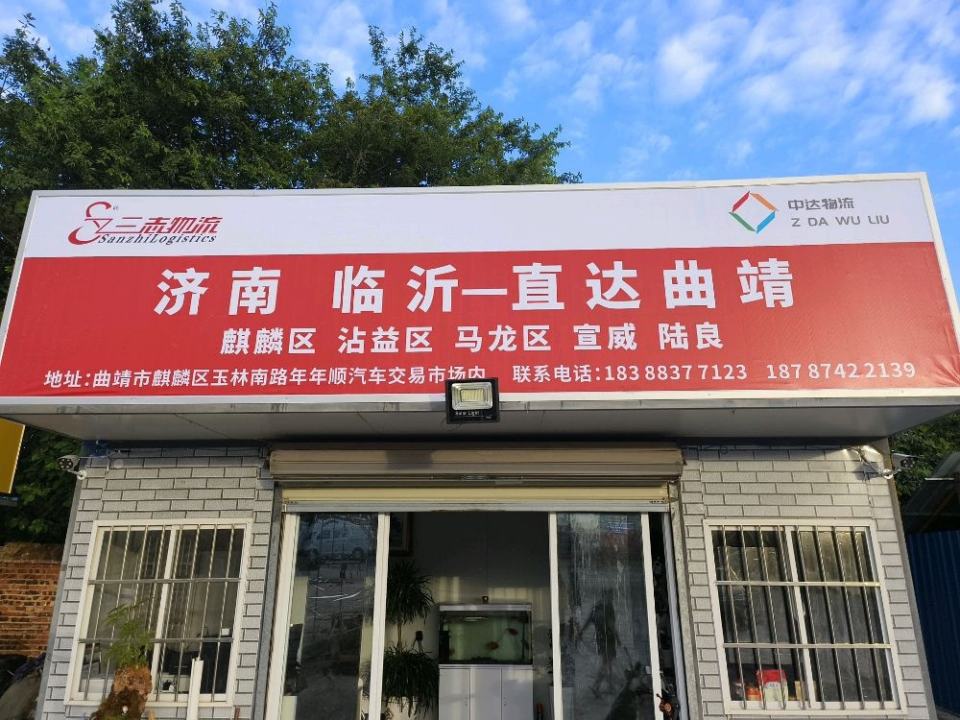 三志物流
SanzhiLogistics
中达物流
Z DA WU LIU
济南 临沂—直达曲靖
麒麟区 沾益区 马龙区 宣威 陆良
地址:曲靖市麒麟区玉林南路年年顺汽车交易市场内 联系电话:183 8837 7123 187 8742 2139